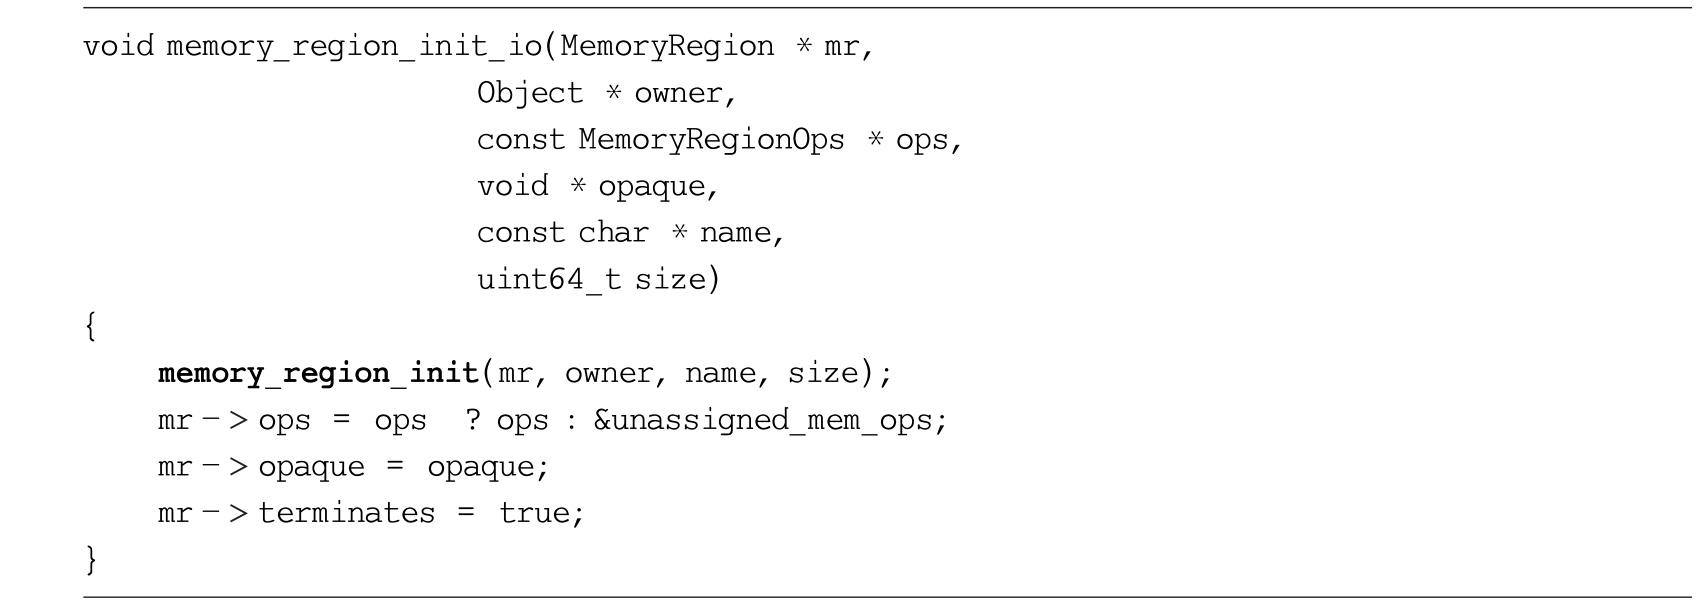 void memory_region_init_io(MemoryRegion * mr,
Object * owner,
const MemoryRegionOps * ops,
void * opaque,
const char * name,
uint64_t size)
{
memory_region_init(mr, owner, name, size);
mr -> ops = ops ? ops : &unassigned_mem_ops;
mr -> opaque = opaque;
mr -> terminates = true;
}